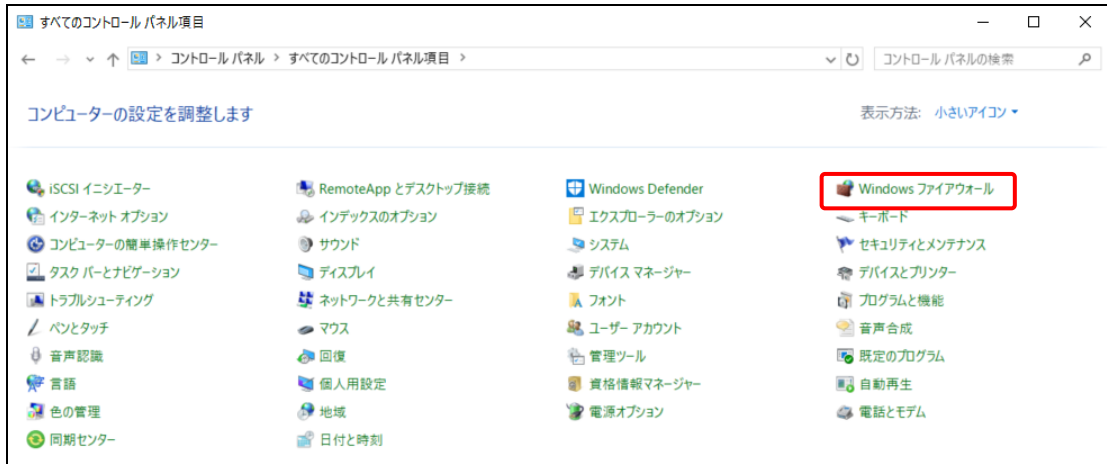 すべてのコントロール パネル項目
コントロール パネル > すべてのコントロール パネル項目 >
コントロール パネルの検索
コンピューターの設定を調整します
表示方法: 小さいアイコン
iSCSI イニシエーター
RemoteApp とデスクトップ接続
Windows Defender
Windows ファイアウォール
インターネット オプション
インデックスのオプション
エクスプローラーのオプション
キーボード
コンピューターの簡単操作センター
サウンド
システム
セキュリティとメンテナンス
タスク バーとナビゲーション
ディスプレイ
デバイス マネージャー
デバイスとプリンター
トラブルシューティング
ネットワークと共有センター
フォント
プログラムと機能
ペンとタッチ
マウス
ユーザー アカウント
音声合成
音声認識
回復
管理ツール
既定のプログラム
言語
個人用設定
資格情報マネージャー
自動再生
色の管理
地域
電源オプション
電話とモデム
同期センター
日付と時刻